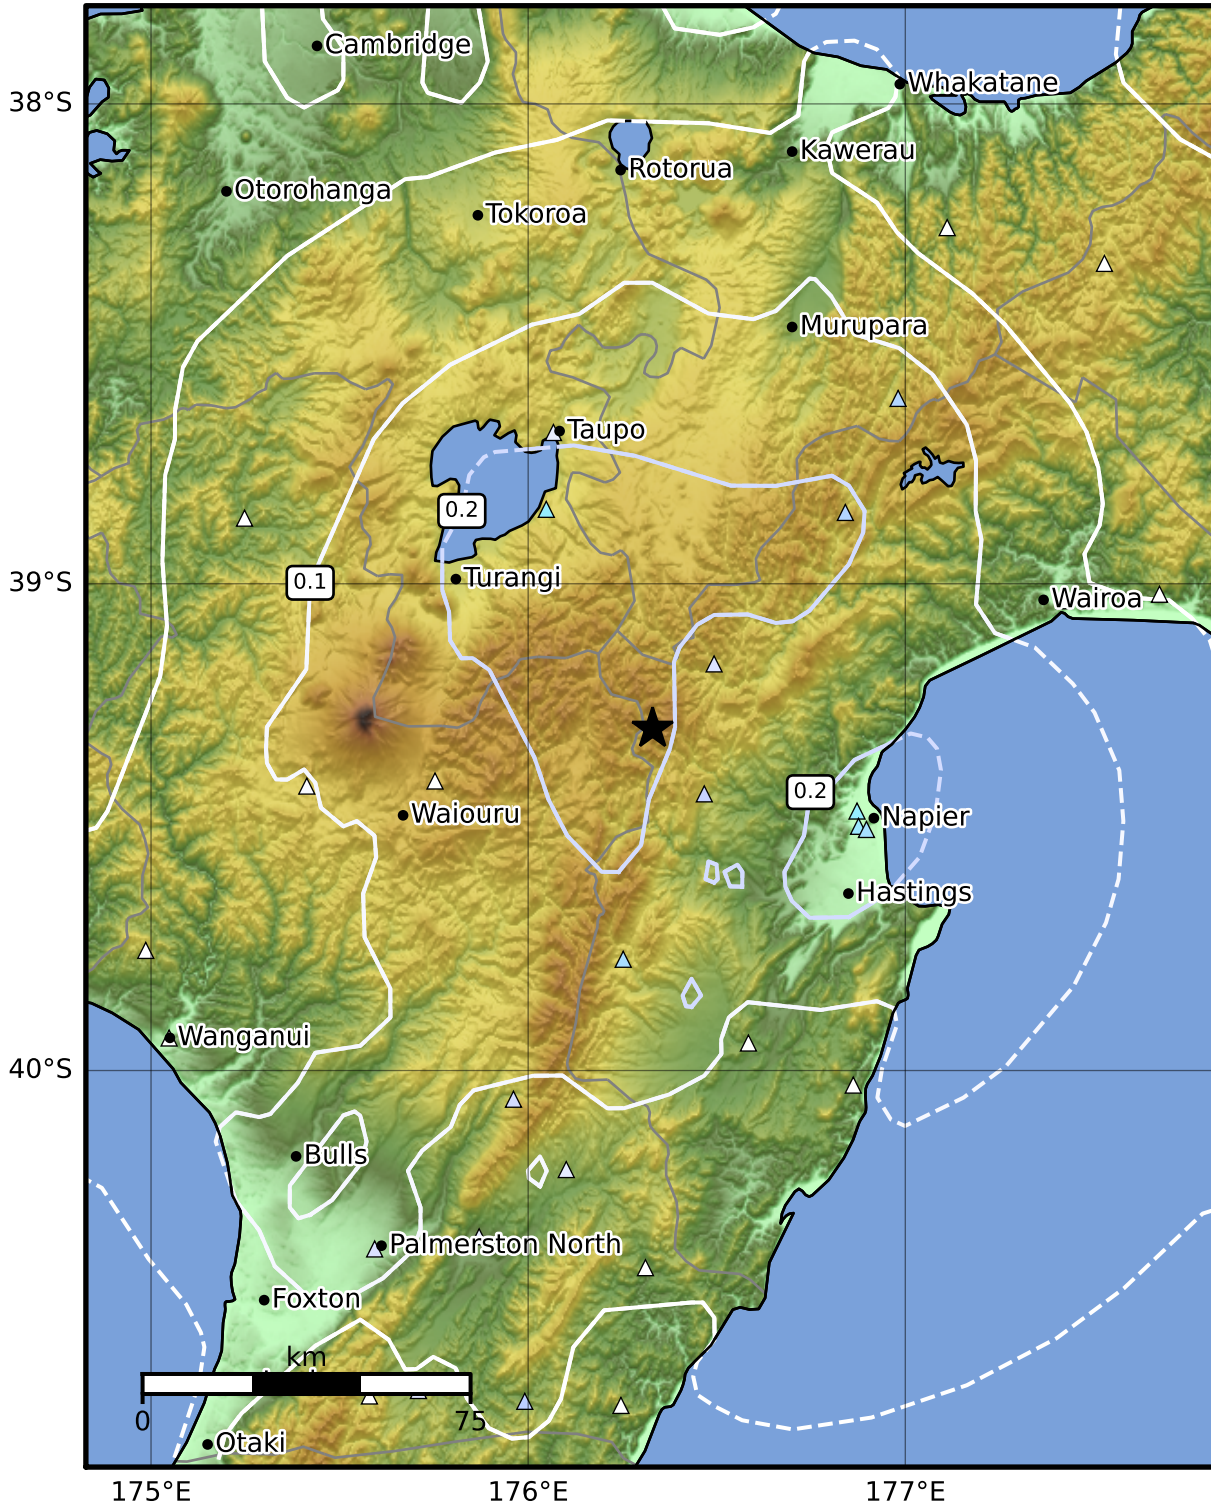 Cambridge
Whakatane
38°S
Kawerau
Rotorua
Otorohanga
Tokoroa
Murupara
Taupo
0.2
Turangi
0.1
39°S
Wairoa
0.2
Waiouru
Napier
Hastings
Wanganui
40°S
Bulls
Palmerston North
Foxton
km
0
75
Otaki
175°E
176°E
177°E